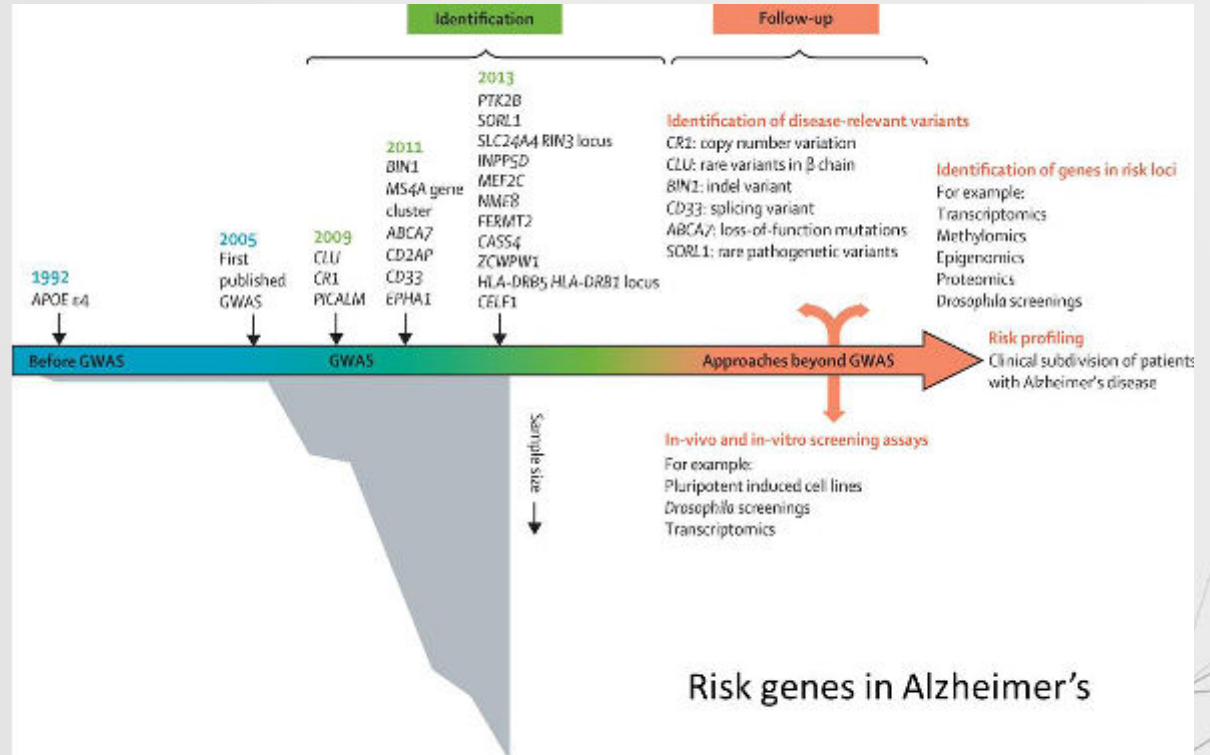 Identification
Follow-up
1992
APOE ε4
2005
First
published
GWAS
2009
CLU
CR1
PICALM
2011
BIN1
MS4A gene
cluster
ABCA7
CD2AP
CD33
EPHA1
2013
PTK2B
SORL1
SLC24A4 RIN3 locus
INPP5D
MEF2C
NME8
FERMT2
CASS4
ZCWPW1
HLA-DRB5 HLA-DRB1 locus
CELF1
Identification of disease-relevant variants
CR1: copy number variation
CLU: rare variants in β chain
BIN1: indel variant
CD33: splicing variant
ABCA7: loss-of-function mutations
SORL1: rare pathogenetic variants
Identification of genes in risk loci
For example:
Transcriptomics
Methylomics
Epigenomics
Proteomics
Drosophila screenings
Before GWAS
GWAS
Approaches beyond GWAS
Risk profiling
Clinical subdivision of patients
with Alzheimer's disease
Sample size
In-vivo and in-vitro screening assays
For example:
Pluripotent induced cell lines
Drosophila screenings
Transcriptomics
Risk genes in Alzheimer's